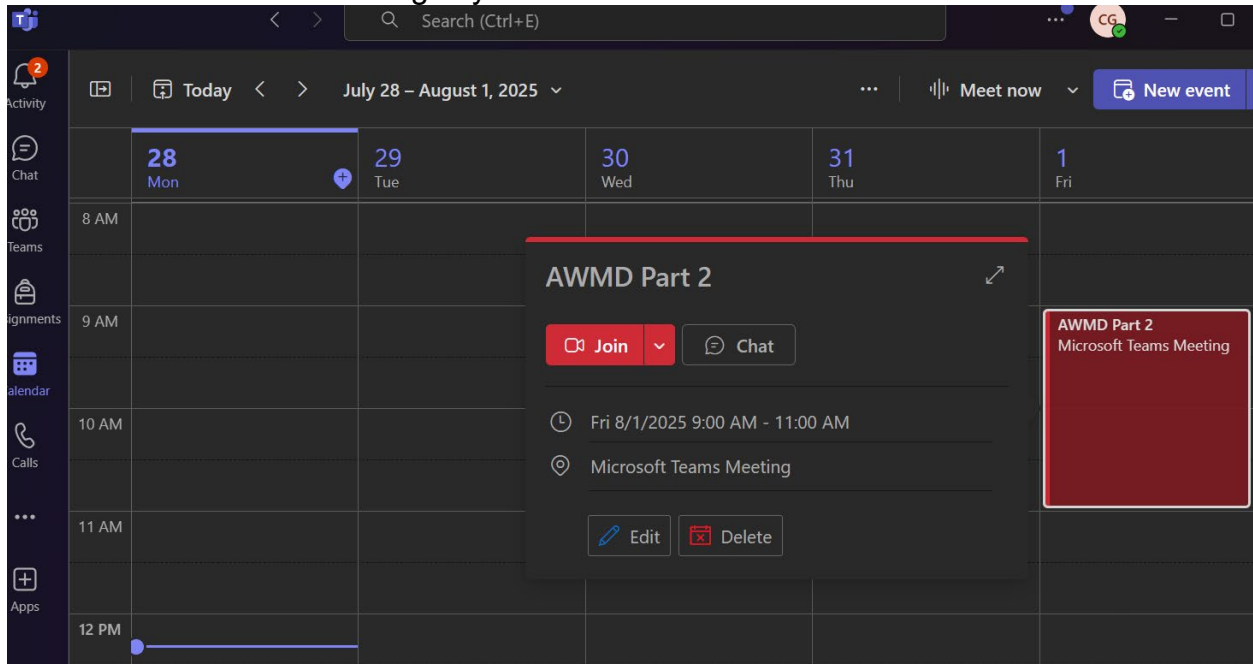 Search (Ctrl+E)
CG
2
Activity
Today
July 28 – August 1, 2025
Meet now
New event
Chat
28
Mon
29
Tue
30
Wed
31
Thu
1
Fri
Teams
8 AM
AWMD Part 2
Join
Chat
ignments
9 AM
AWMD Part 2
Microsoft Teams Meeting
alendar
Fri 8/1/2025 9:00 AM - 11:00 AM
10 AM
Calls
Microsoft Teams Meeting
11 AM
Edit
Delete
Apps
12 PM